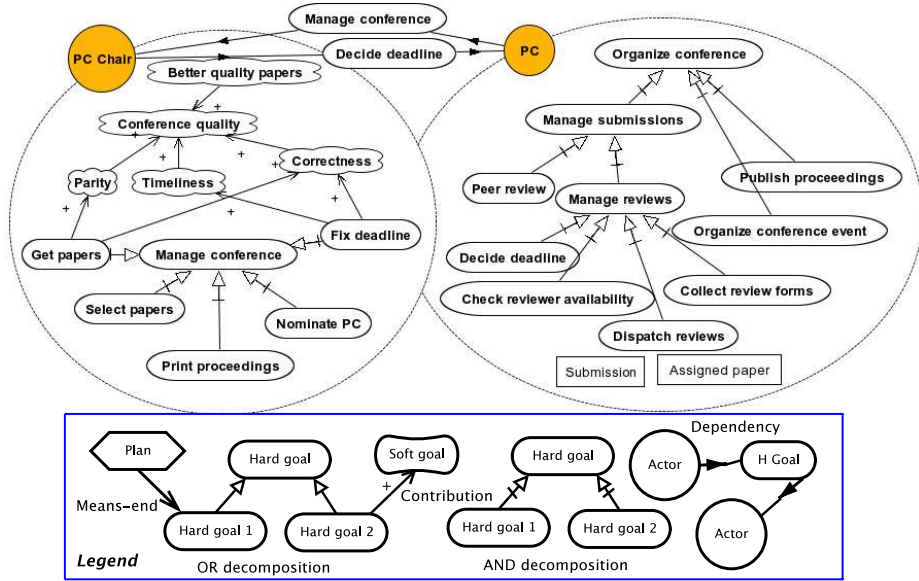 Manage conference
PC Chair
Decide deadline
PC
Organize conference
Better quality papers
Conference quality
+
+
+
+
Manage submissions
Correctness
Parity
Timeliness
+
+
+
+
Peer review
Manage reviews
Publish proceeedings
Get papers
Manage conference
Fix deadline
Organize conference event
Decide deadline
Select papers
Nominate PC
Check reviewer availability
Collect review forms
Print proceedings
Dispatch reviews
Submission
Assigned paper
Plan
Hard goal
Soft goal
Hard goal
Dependency
Actor
H Goal
Means-end
+
Contribution
Hard goal 1
Hard goal 2
Hard goal 1
Hard goal 2
Actor
Legend
OR decomposition
AND decomposition